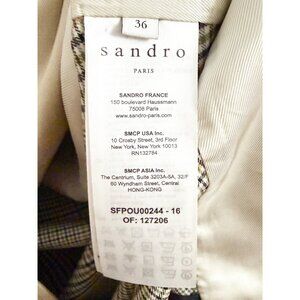 36
sandro
PARIS
SANDRO FRANCE
150 boulevard Haussmann
75008 Paris
www.sandro-paris.com
SMCP USA Inc.
10 Crosby Street, 3rd Floor
New York, New York 10013
RN132784
SMCP ASIA Inc.
The Centrium, Suite 3203A-5A, 32/F
60 Wyndham Street, Central
HONG-KONG
SFPOU00244 - 16
OF: 127206